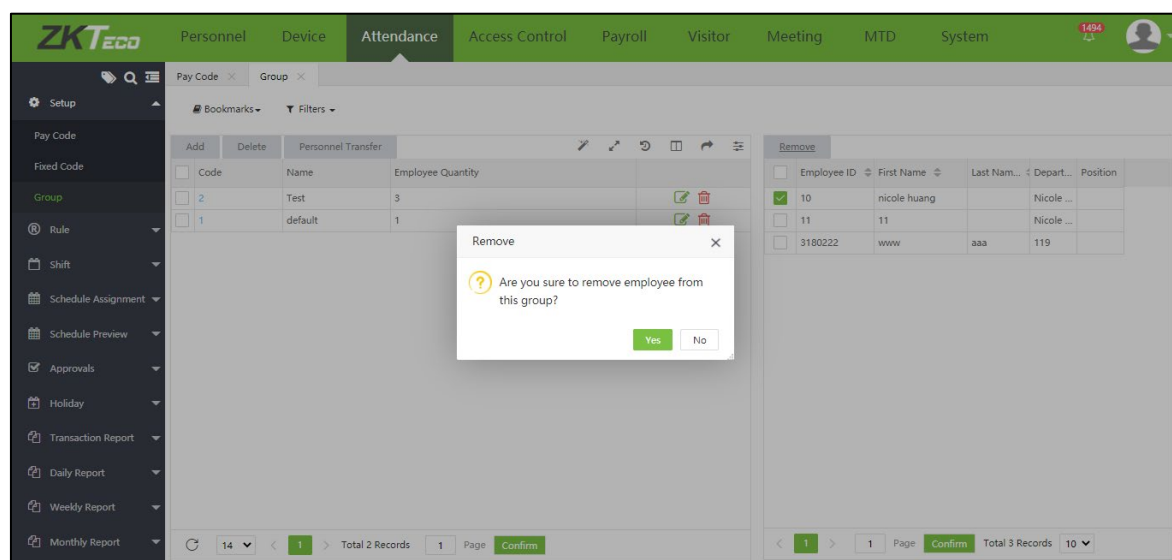 ZKTECO Personnel Device Attendance Access Control Payroll Visitor Meeting MTD System 1494
Pay Code Group
Setup Bookmarks Filters
Pay Code
Fixed Code
Group
Rule
Shift
Schedule Assignment
Schedule Preview
Approvals
Holiday
Transaction Report
Daily Report
Weekly Report
Monthly Report
Add Delete Personnel Transfer
Code Name Employee Quantity
2 Test 3
1 default 1
Remove
Employee ID First Name Last Nam... Depart... Position
10 nicole huang Nicole ...
11 11 Nicole ...
3180222 www aaa 119
Remove
Are you sure to remove employee from
this group?
Yes No
14 1 Total 2 Records 1 Page Confirm
1 1 Page Confirm Total 3 Records 10